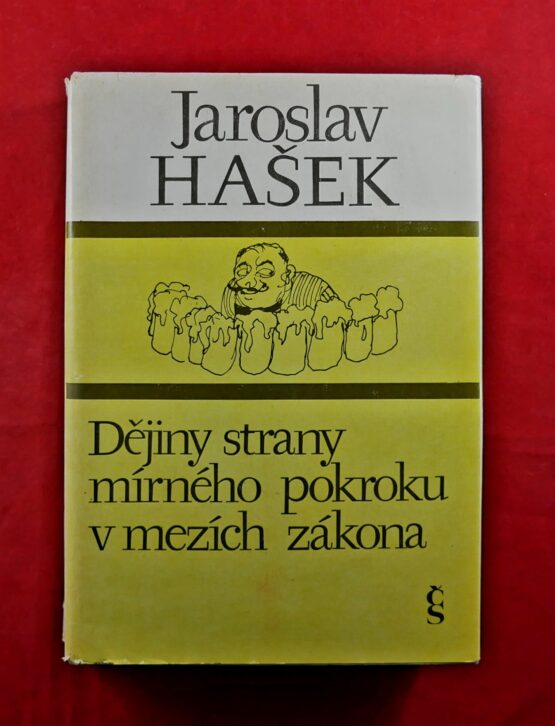 Jaroslav
HAŠEK
Dějiny strany
mírného pokroku
v mezích zákona
čs